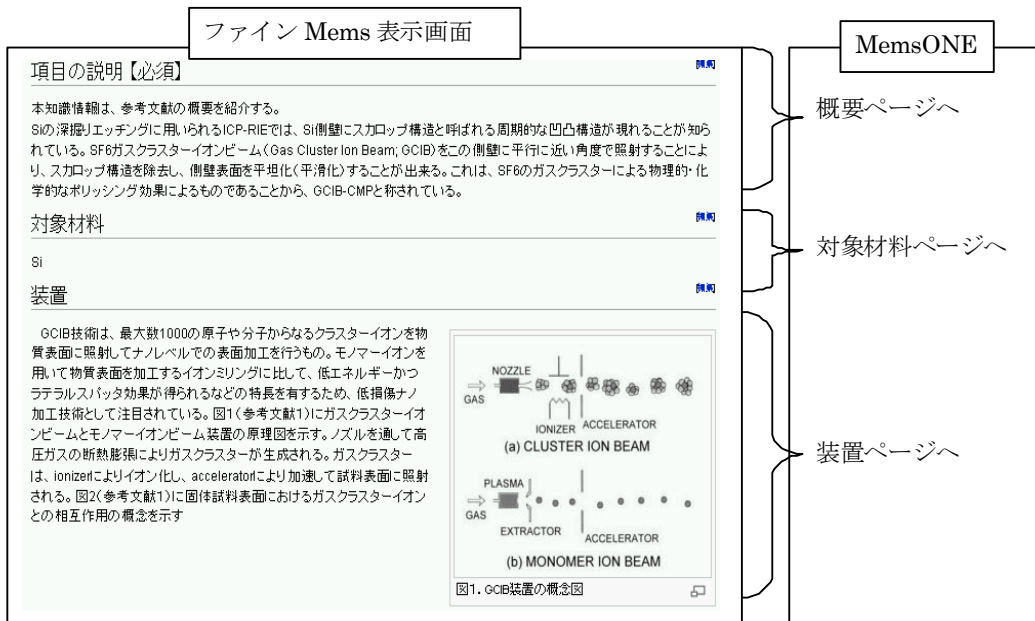 ファイン Mems 表示画面
MemsONE
項目の説明【必須】
[編集]
本知識情報は、参考文献の概要を紹介する。
Siの深掘りエッチングに用いられるICP-RIEでは、Si側壁にスカロップ構造と呼ばれる周期的な凹凸構造が現れることが知ら
れている。SF6ガスクラスターイオンビーム(Gas Cluster Ion Beam; GCIB)をこの側壁に平行に近い角度で照射することによ
り、スカロップ構造を除去し、側壁表面を平坦化(平滑化)することが出来る。これは、SF6のガスクラスターによる物理的・化
学的なポリッシング効果によるものであることから、GCIB-CMPと称されている。
概要ページへ
対象材料
[編集]
Si
対象材料ページへ
装置
[編集]
GCIB技術は、最大数1000の原子や分子からなるクラスターイオンを物
質表面に照射してナノレベルでの表面加工を行うもの。モノマーイオンを
用いて物質表面を加工するイオンミリングに比して、低エネルギーかつ
ラテラルスパッタ効果が得られるなどの特長を有するため、低損傷ナノ
加工技術として注目されている。図1(参考文献1)にガスクラスターイオ
ンビームとモノマーイオンビーム装置の原理図を示す。ノズルを通して高
圧ガスの断熱膨張によりガスクラスターが生成される。ガスクラスター
は、ionizerによりイオン化し、acceleratorにより加速して試料表面に照射
される。図2(参考文献1)に固体試料表面におけるガスクラスターイオン
との相互作用の概念を示す
NOZZLE
GAS
IONIZER
ACCELERATOR
(a) CLUSTER ION BEAM
PLASMA
GAS
EXTRACTOR
ACCELERATOR
(b) MONOMER ION BEAM
図1. GCIB装置の概念図
装置ページへ